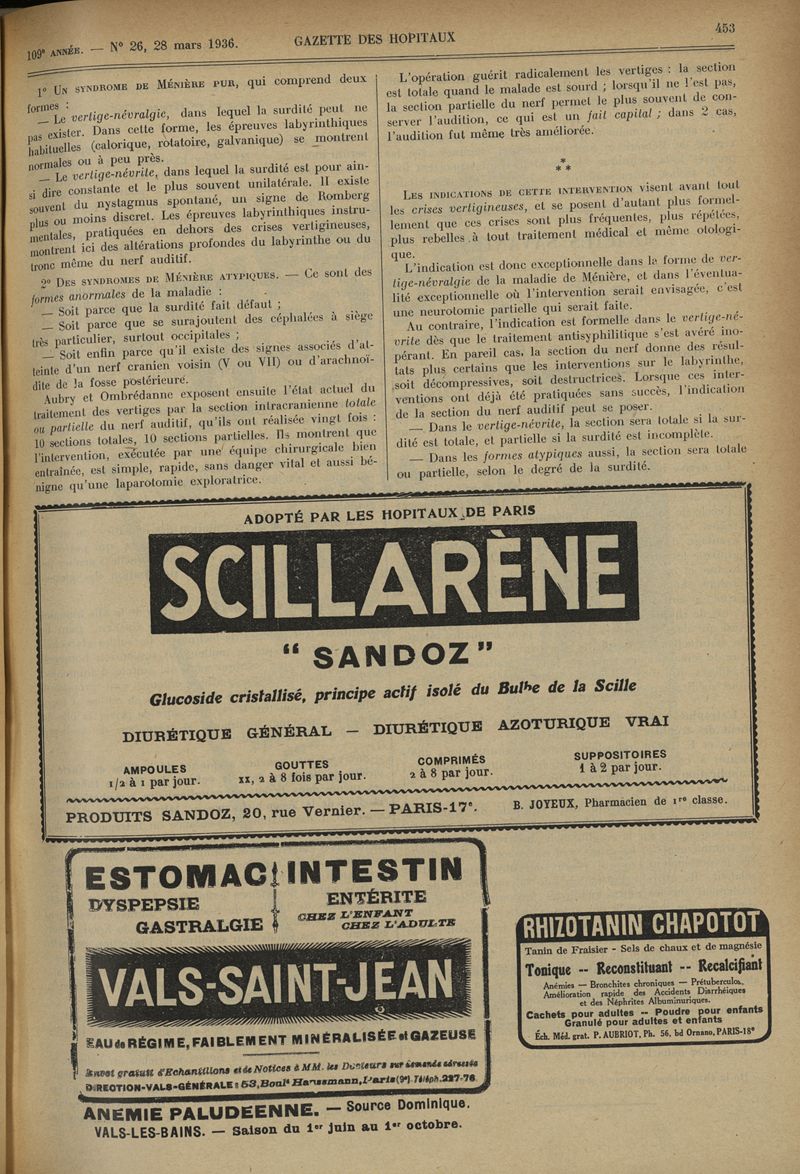 109e ANNÉE. — N° 26, 28 mars 1936.
GAZETTE DES HOPITAUX
453
1° UN SYNDROME DE MÉNIÈRE PUR, qui comprend deux
formes :
— Le vertige-névralgie, dans lequel la surdité peut ne
pas exister. Dans cette forme, les épreuves labyrinthiques
habituelles (calorique, rotatoire, galvanique) se montrent
normales ou à peu près.
— Le vertige-névrite, dans lequel la surdité est pour ain-
si dire constante et le plus souvent unilatérale. Il existe
souvent du nystagmus spontané, un signe de Romberg
plus ou moins discret. Les épreuves labyrinthiques instru-
mentales, pratiquées en dehors des crises vertigineuses,
montrent ici des altérations profondes du labyrinthe ou du
tronc même du nerf auditif.
2° DES SYNDROMES DE MÉNIÈRE ATYPIQUES. — Ce sont des
formes anormales de la maladie :
— Soit parce que la surdité fait défaut ;
— Soit parce que se surajoutent des céphalées à siège
très particulier, surtout occipitales ;
— Soit enfin parce qu'il existe des signes associés d'at-
teinte d'un nerf cranien voisin (V ou VII) ou d'arachnoï-
dite de la fosse postérieure.
Aubry et Ombrédanne exposent ensuite l'état actuel du
traitement des vertiges par la section intracranienne totale
ou partielle du nerf auditif, qu'ils ont réalisée vingt fois :
10 sections totales, 10 sections partielles. Ils montrent que
l'intervention, exécutée par une équipe chirurgicale bien
entraînée, est simple, rapide, sans danger vital et aussi bé-
nigne qu'une laparotomie exploratrice.
L'opération guérit radicalement les vertiges : la section
est totale quand le malade est sourd ; lorsqu'il ne l'est pas,
la section partielle du nerf permet le plus souvent de con-
server l'audition, ce qui est un fait capital ; dans 2 cas,
l'audition fut même très améliorée.
*
* *
LES INDICATIONS DE CETTE INTERVENTION visent avant tout
les crises vertigineuses, et se posent d'autant plus formel-
lement que ces crises sont plus fréquentes, plus répétées,
plus rebelles à tout traitement médical et même otologi-
que.
L'indication est donc exceptionnelle dans la forme de ver-
tige-névralgie de la maladie de Ménière, et dans l'éventua-
lité exceptionnelle où l'intervention serait envisagée, c'est
une neurotomie partielle qui serait faite.
Au contraire, l'indication est formelle dans le vertige-né-
vrite dès que le traitement antisyphilitique s'est avéré ino-
pérant. En pareil cas, la section du nerf donne des résul-
tats plus certains que les interventions sur le labyrinthe,
soit décompressives, soit destructrices. Lorsque ces inter-
ventions ont déjà été pratiquées sans succès, l'indication
de la section du nerf auditif peut se poser.
— Dans le vertige-névrite, la section sera totale si la sur-
dité est totale, et partielle si la surdité est incomplète.
— Dans les formes atypiques aussi, la section sera totale
ou partielle, selon le degré de la surdité.
ADOPTÉ PAR LES HOPITAUX DE PARIS
SCILLARÈNE
“ SANDOZ ”
Glucoside cristallisé, principe actif isolé du Bulbe de la Scille
DIURÉTIQUE GÉNÉRAL — DIURÉTIQUE AZOTURIQUE VRAI
AMPOULES
1/2 à 1 par jour.
GOUTTES
XX, 2 à 8 fois par jour.
COMPRIMÉS
2 à 8 par jour.
SUPPOSITOIRES
1 à 2 par jour.
PRODUITS SANDOZ, 20, rue Vernier. — PARIS-17e.
B. JOYEUX, Pharmacien de 1re classe.
ESTOMAC INTESTIN
DYSPEPSIE
GASTRALGIE
ENTÉRITE
CHEZ L'ENFANT
CHEZ L'ADULTE
VALS-SAINT-JEAN
EAU de RÉGIME, FAIBLEMENT MINÉRALISÉE et GAZEUSE
Envoi gratuit d'Echantillons et de Notices à MM. les Docteurs sur demande adressée
DIRECTION-VALS-GÉNÉRALE : 53, Boult Haussmann, Paris (9e). Téléph. 227-76
ANÉMIE PALUDÉENNE. — Source Dominique.
VALS-LES-BAINS. — Saison du 1er juin au 1er octobre.
RHIZOTANIN CHAPOTOT
Tanin de Fraisier - Sels de chaux et de magnésie
Tonique -- Reconstituant -- Recalcifiant
Anémies — Bronchites chroniques — Prétuberculos.
Amélioration rapide des Accidents Diarrhéiques
et des Néphrites Albuminuriques.
Cachets pour adultes -- Poudre pour enfants
Granulé pour adultes et enfants
Éch. Méd. grat. P. AUBRIOT, Ph. 56, bd Ornano, PARIS-18e